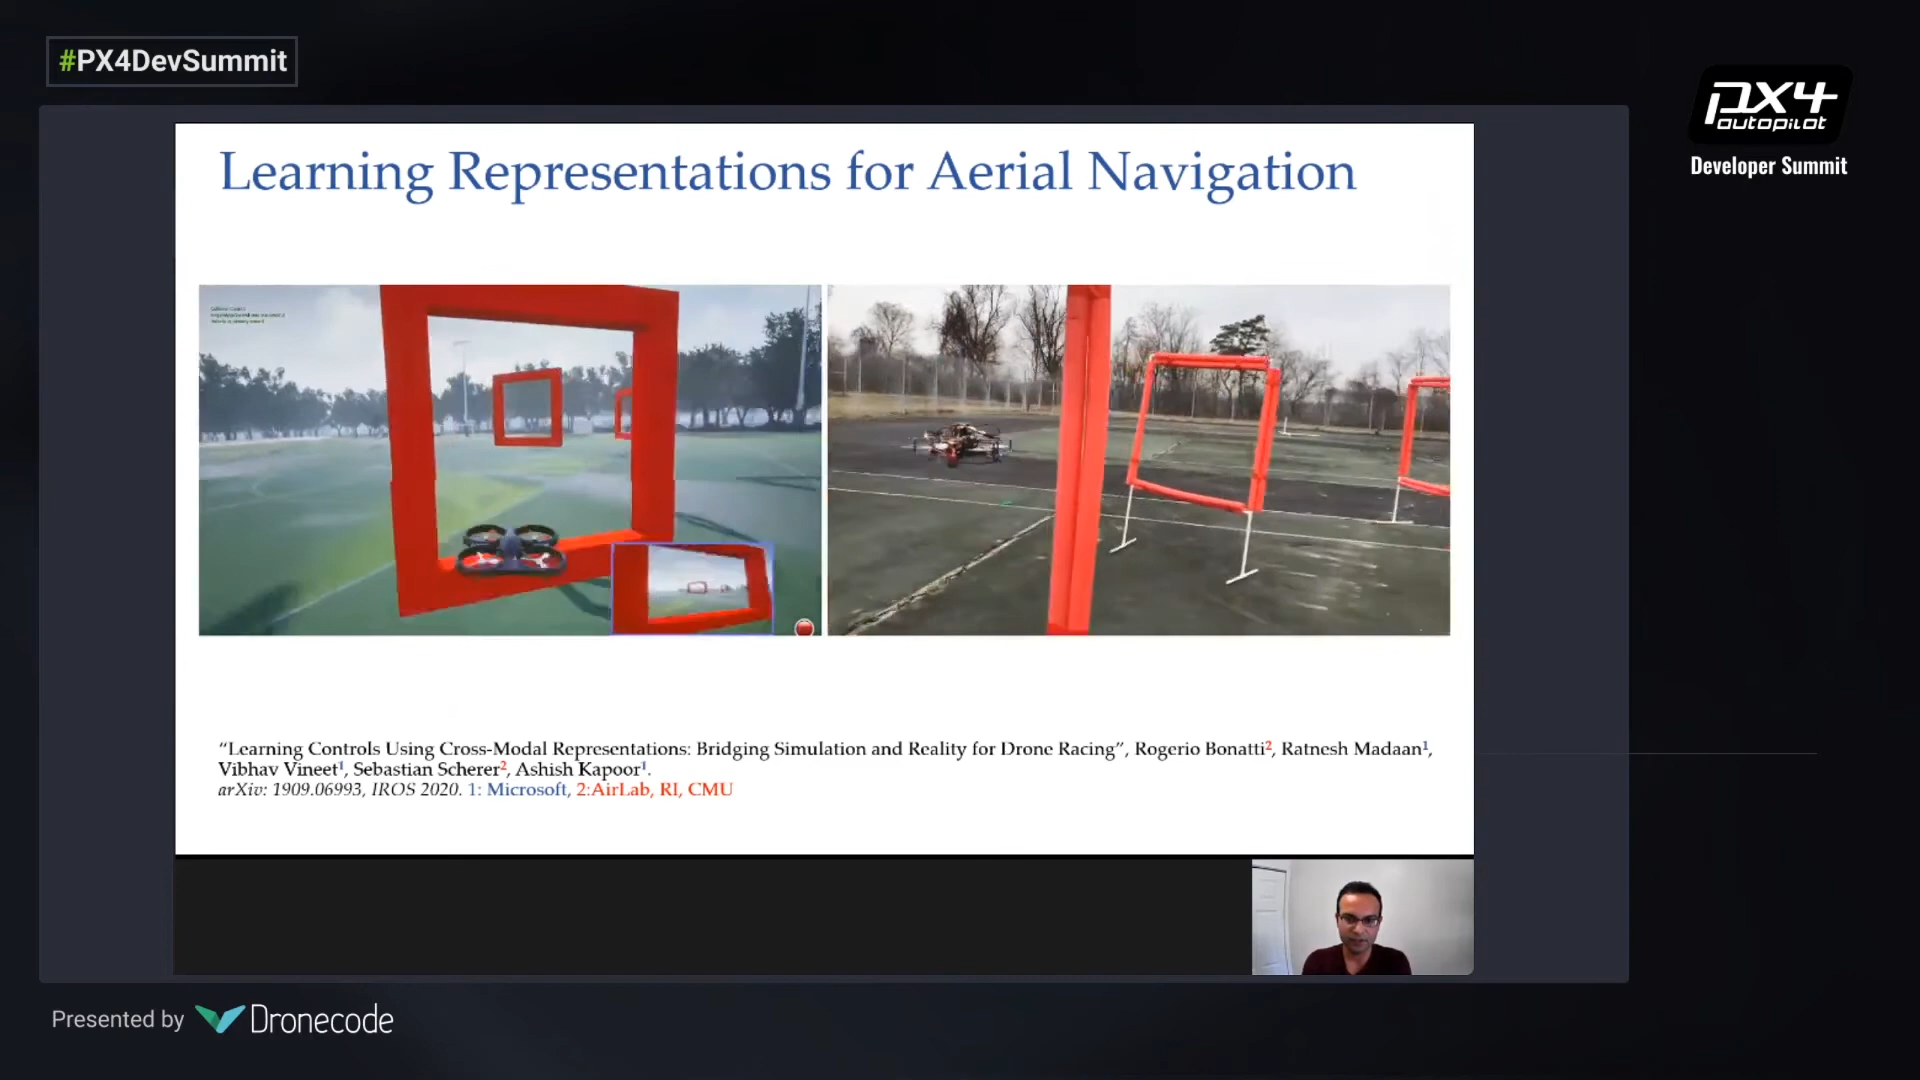 #PX4DevSummit
PX4
autopilot
Developer Summit
Learning Representations for Aerial Navigation
“Learning Controls Using Cross-Modal Representations: Bridging Simulation and Reality for Drone Racing”, Rogerio Bonatti², Ratnesh Madaan¹,
Vibhav Vineet¹, Sebastian Scherer², Ashish Kapoor¹.
arXiv: 1909.06993, IROS 2020. 1: Microsoft, 2:AirLab, RI, CMU
Presented by Dronecode